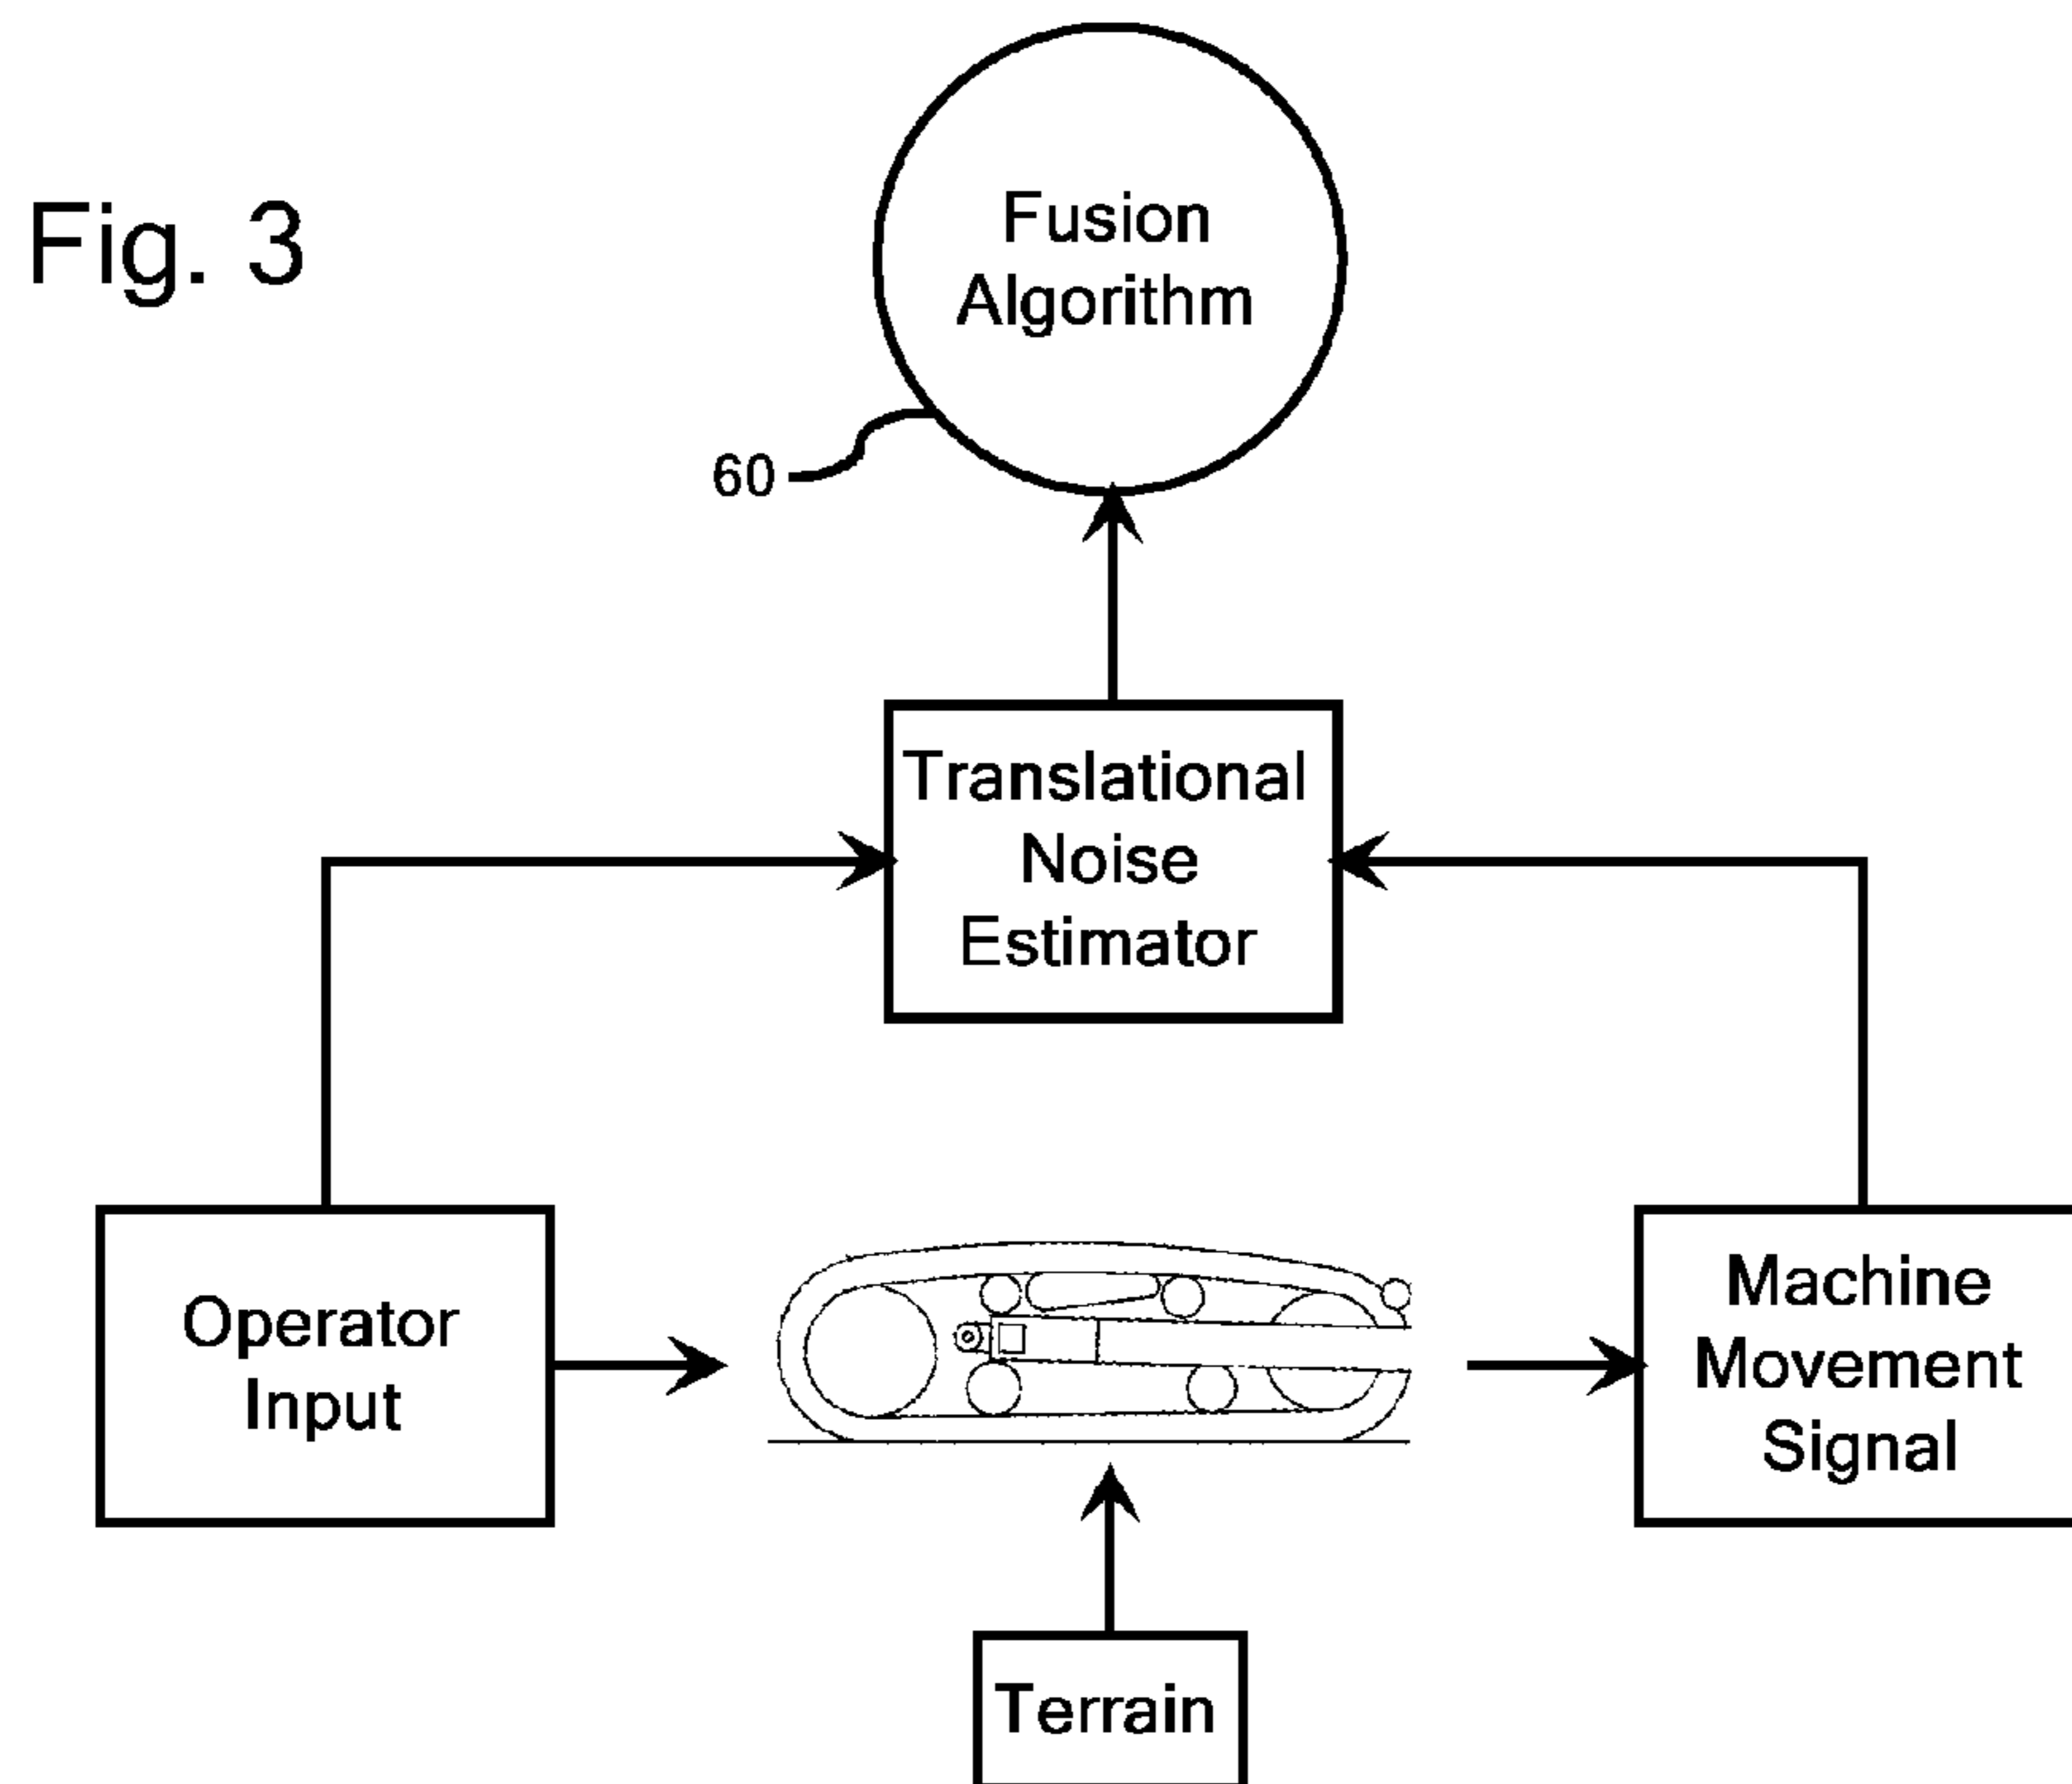 Fig. 3
Fusion
Algorithm
60
Translational
Noise
Estimator
Operator
Input
Machine
Movement
Signal
Terrain